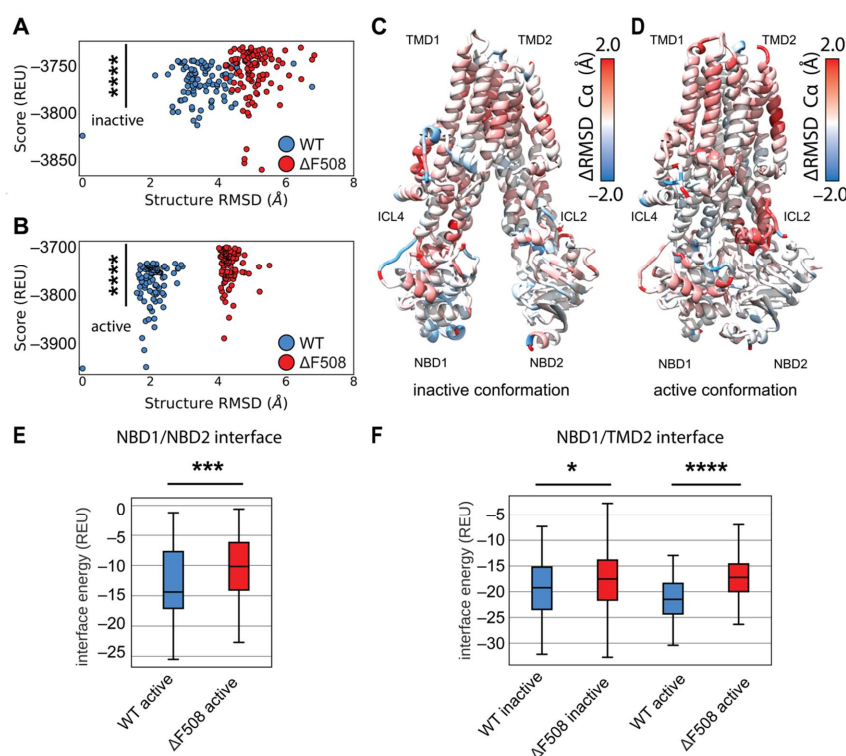 A
−3750
−3800
−3850
Score (REU)
****
inactive
WT
ΔF508
0
2
4
6
8
Structure RMSD (Å)
B
−3700
−3800
−3900
Score (REU)
****
active
WT
ΔF508
0
2
4
6
8
Structure RMSD (Å)
C
TMD1
TMD2
2.0
ΔRMSD Cα (Å)
−2.0
ICL4
ICL2
NBD1
NBD2
inactive conformation
D
TMD1
TMD2
2.0
ΔRMSD Cα (Å)
−2.0
ICL4
ICL2
NBD1
NBD2
active conformation
E
NBD1/NBD2 interface
***
interface energy (REU)
0
−5
−10
−15
−20
−25
WT active
ΔF508 active
F
NBD1/TMD2 interface
*
****
interface energy (REU)
−5
−10
−15
−20
−25
−30
WT inactive
ΔF508 inactive
WT active
ΔF508 active